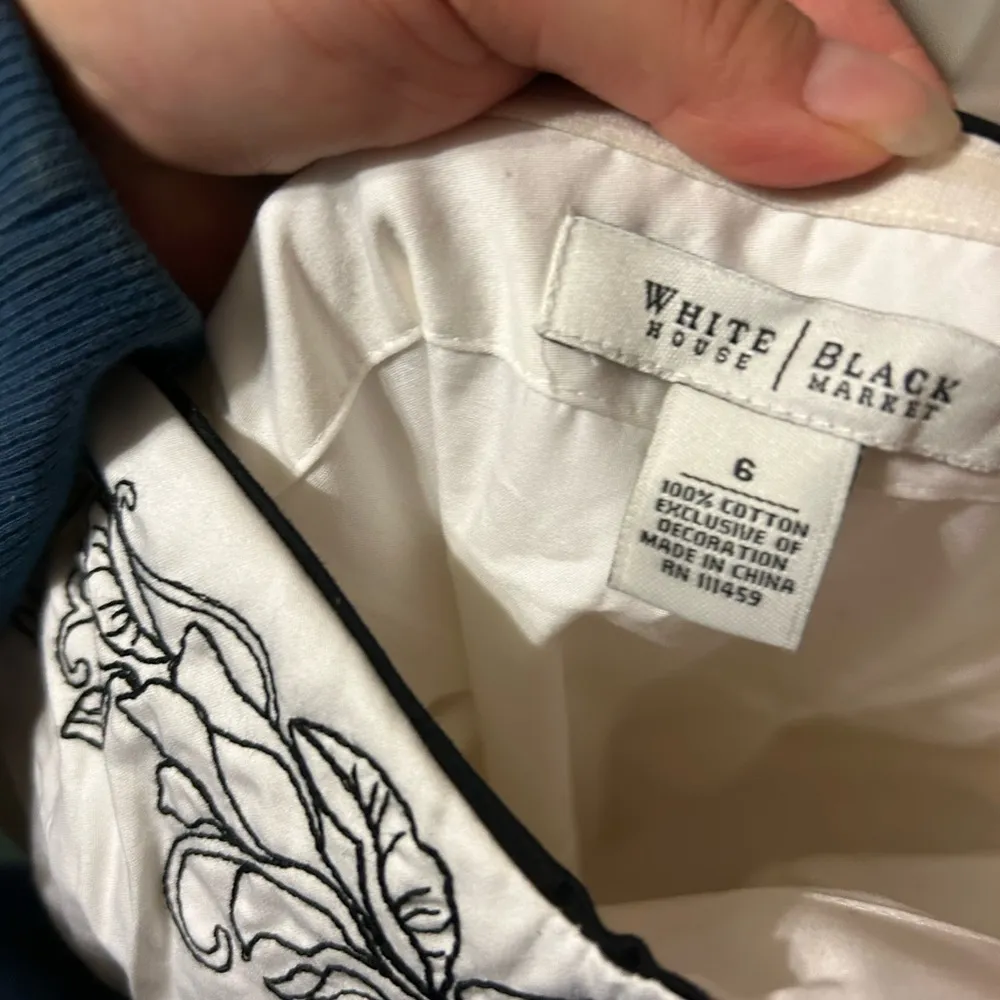 WHITE | BLACK
HOUSE MARKET
6
100% COTTON
EXCLUSIVE OF
DECORATION
MADE IN CHINA
RN 111459